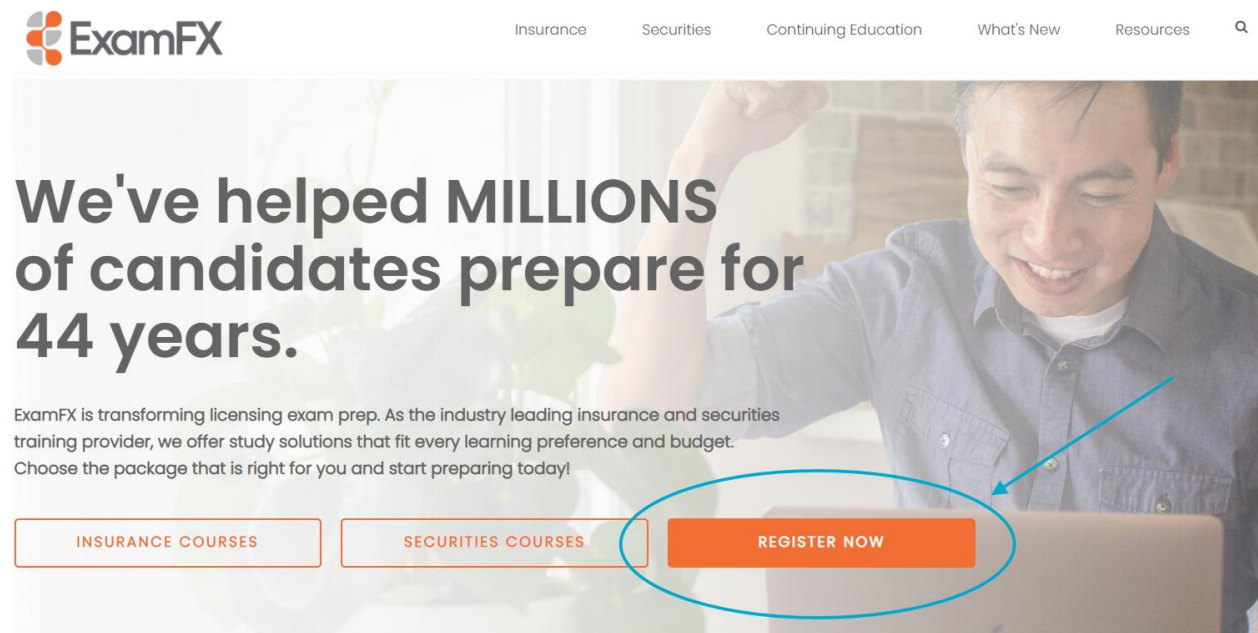 ExamFX
Insurance Securities Continuing Education What's New Resources
We've helped MILLIONS
of candidates prepare for
44 years.
ExamFX is transforming licensing exam prep. As the industry leading insurance and securities
training provider, we offer study solutions that fit every learning preference and budget.
Choose the package that is right for you and start preparing today!
INSURANCE COURSES SECURITIES COURSES REGISTER NOW